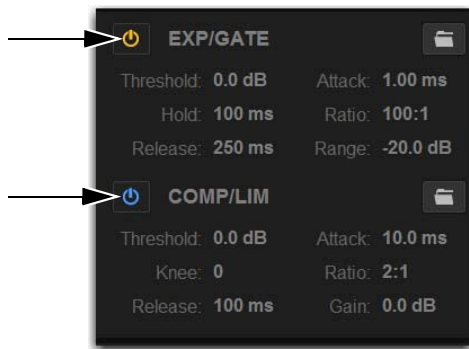 EXP/GATE
Threshold: 0.0 dB Attack: 1.00 ms
Hold: 100 ms Ratio: 100:1
Release: 250 ms Range: -20.0 dB
COMP/LIM
Threshold: 0.0 dB Attack: 10.0 ms
Knee: 0 Ratio: 2:1
Release: 100 ms Gain: 0.0 dB